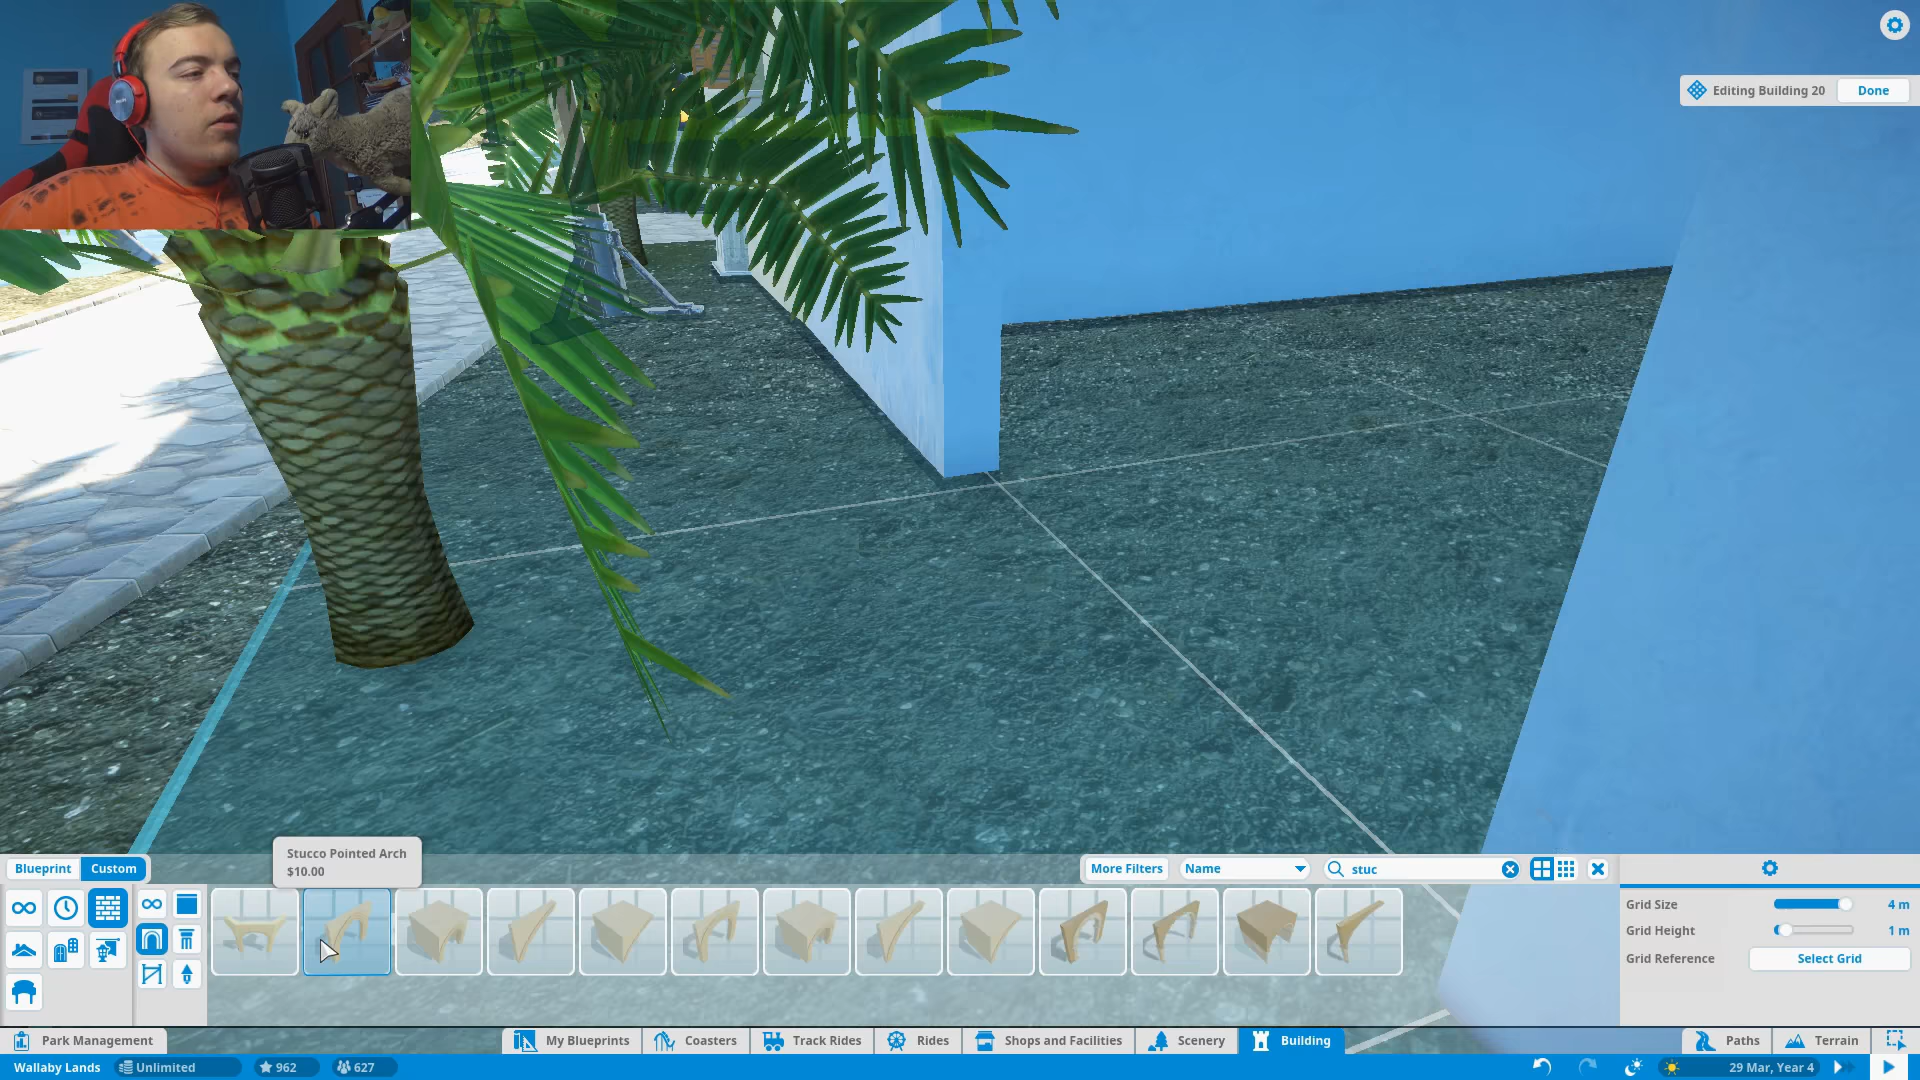 Editing Building 20
Done
Stucco Pointed Arch
$10.00
Blueprint
Custom
More Filters
Name
stuc
Grid Size
4 m
Grid Height
1 m
Grid Reference
Select Grid
Park Management
My Blueprints
Coasters
Track Rides
Rides
Shops and Facilities
Scenery
Building
Paths
Terrain
Wallaby Lands
Unlimited
962
627
29 Mar, Year 4